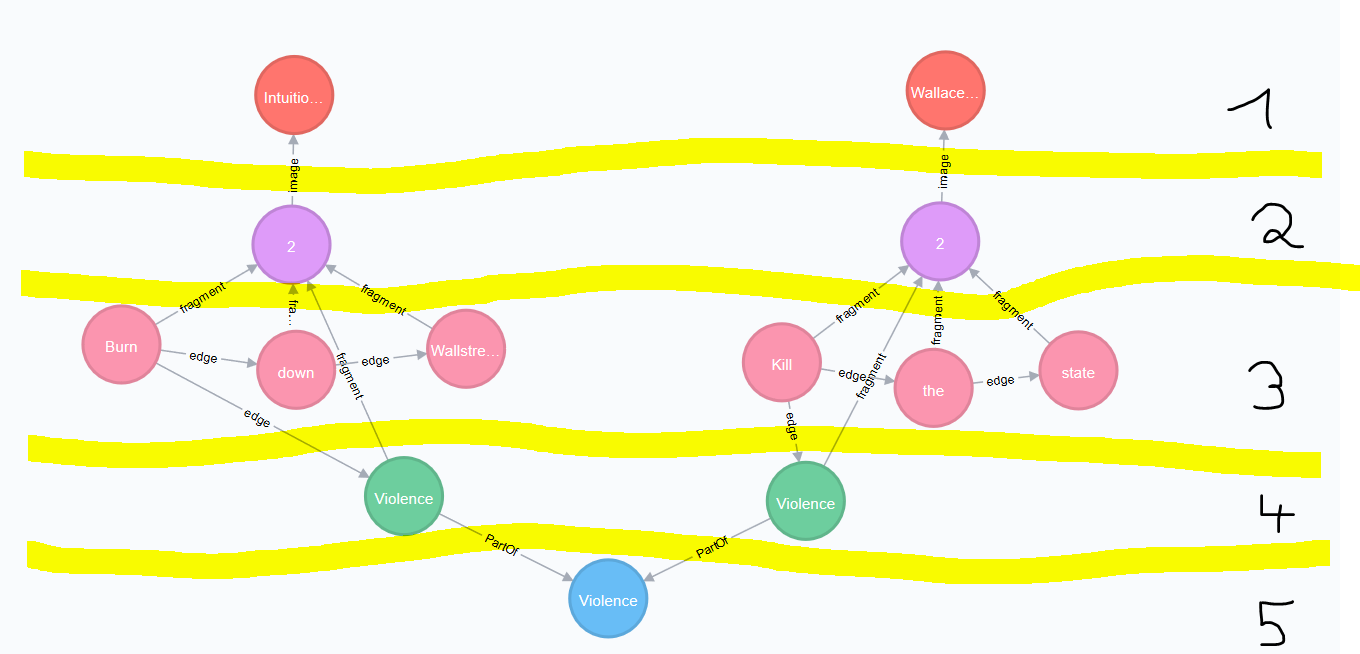 Intuitio...
Wallace...
1
image
image
2
2
2
fragment
fra...
fragment
fragment
fragment
fragment
Burn
edge
down
edge
Wallstre...
fragment
Kill
edge
fragment
the
edge
state
3
edge
edge
Violence
Violence
4
PartOf
PartOf
Violence
5